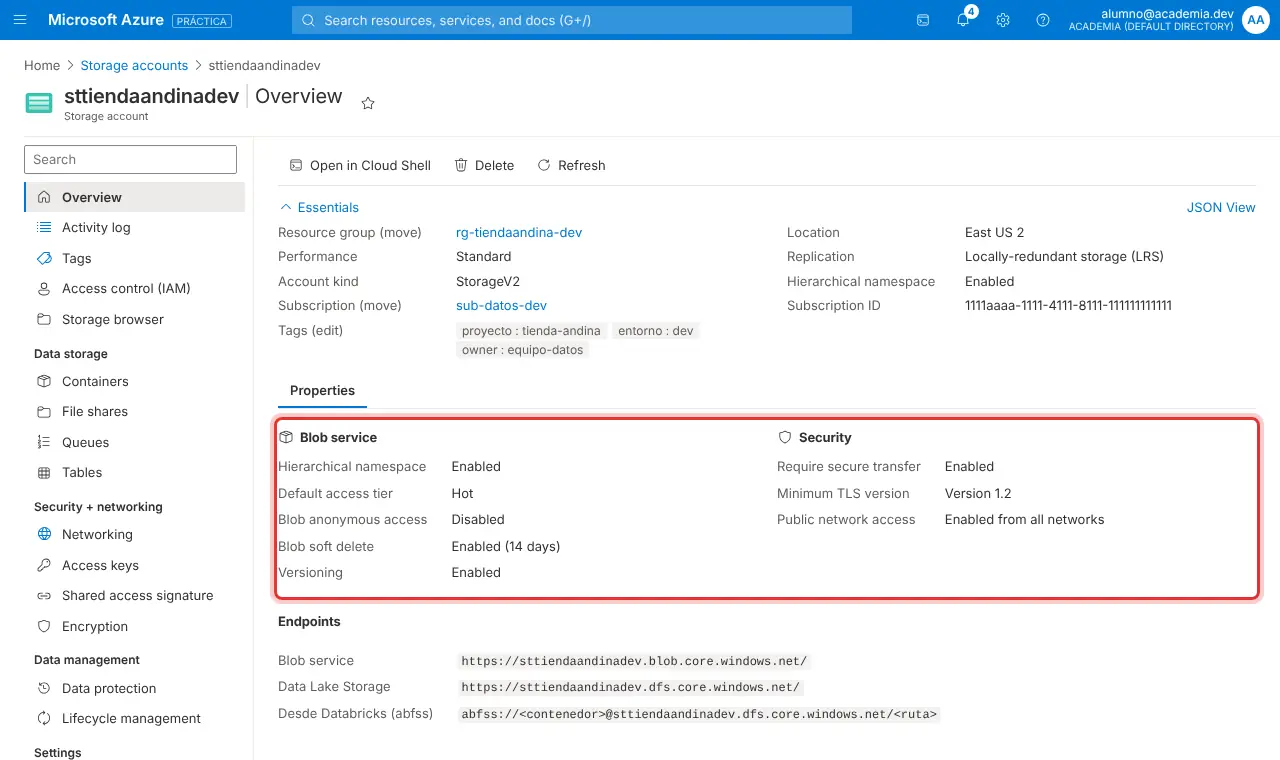 Microsoft Azure PRÁCTICA
Search resources, services, and docs (G+/)
4
alumno@academia.dev
ACADEMIA (DEFAULT DIRECTORY)
AA
Home > Storage accounts > sttiendaandinadev
sttiendaandinadev | Overview
Storage account
Search
Overview
Activity log
Tags
Access control (IAM)
Storage browser
Data storage
Containers
File shares
Queues
Tables
Security + networking
Networking
Access keys
Shared access signature
Encryption
Data management
Data protection
Lifecycle management
Settings
Open in Cloud Shell Delete Refresh
Essentials JSON View
Resource group (move) rg-tiendaandina-dev
Performance Standard
Account kind StorageV2
Subscription (move) sub-datos-dev
Tags (edit) proyecto : tienda-andina entorno : dev
owner : equipo-datos
Location East US 2
Replication Locally-redundant storage (LRS)
Hierarchical namespace Enabled
Subscription ID 1111aaaa-1111-4111-8111-111111111111
Properties
Blob service
Hierarchical namespace Enabled
Default access tier Hot
Blob anonymous access Disabled
Blob soft delete Enabled (14 days)
Versioning Enabled
Security
Require secure transfer Enabled
Minimum TLS version Version 1.2
Public network access Enabled from all networks
Endpoints
Blob service https://sttiendaandinadev.blob.core.windows.net/
Data Lake Storage https://sttiendaandinadev.dfs.core.windows.net/
Desde Databricks (abfss) abfss://<contenedor>@sttiendaandinadev.dfs.core.windows.net/<ruta>